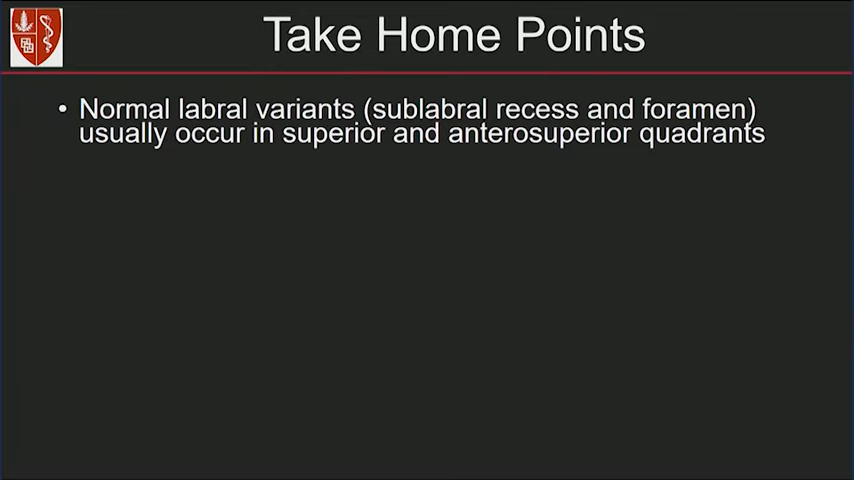 Take Home Points
• Normal labral variants (sublabral recess and foramen)
usually occur in superior and anterosuperior quadrants